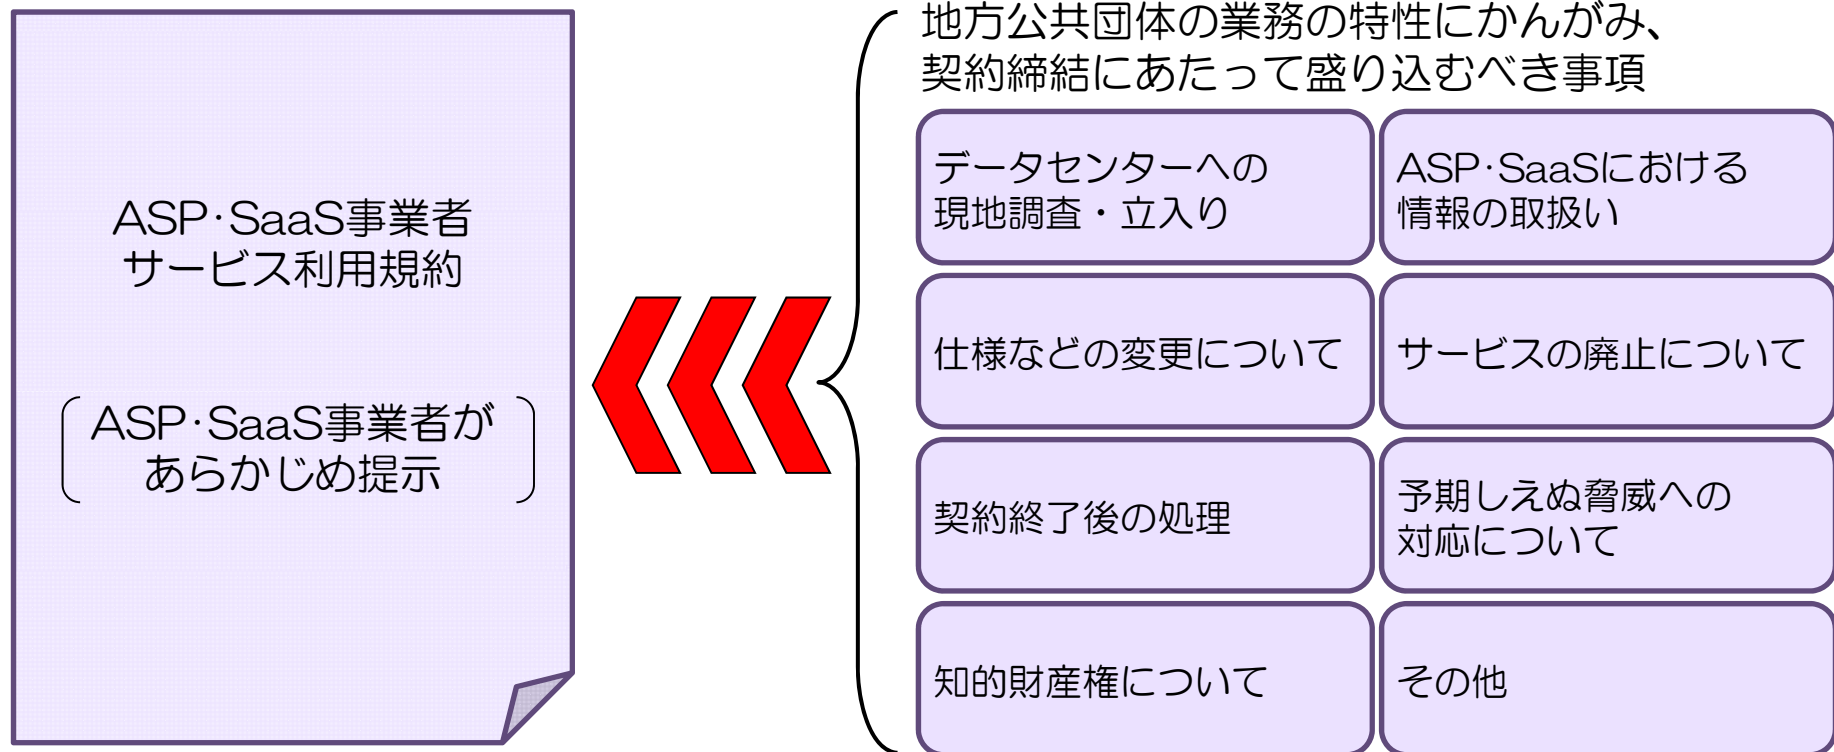 ASP･SaaS事業者
サービス利用規約
ASP･SaaS事業者が
あらかじめ提示
地方公共団体の業務の特性にかんがみ、
契約締結にあたって盛り込むべき事項
データセンターへの
現地調査・立入り
ASP･SaaSにおける
情報の取扱い
仕様などの変更について
サービスの廃止について
契約終了後の処理
予期しえぬ脅威への
対応について
知的財産権について
その他